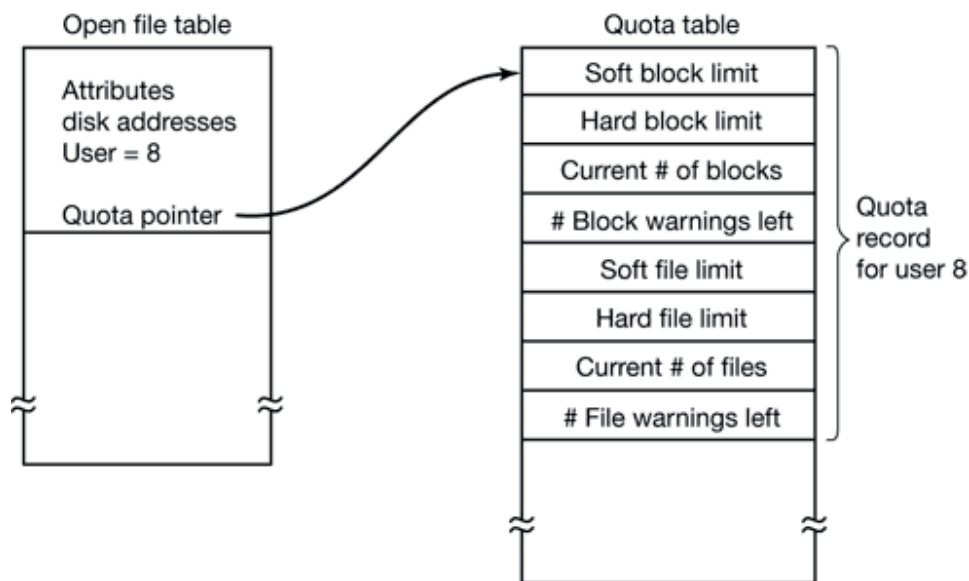 Open file table
Attributes
disk addresses
User = 8
Quota pointer
Quota table
Soft block limit
Hard block limit
Current # of blocks
# Block warnings left
Soft file limit
Hard file limit
Current # of files
# File warnings left
Quota
record
for user 8